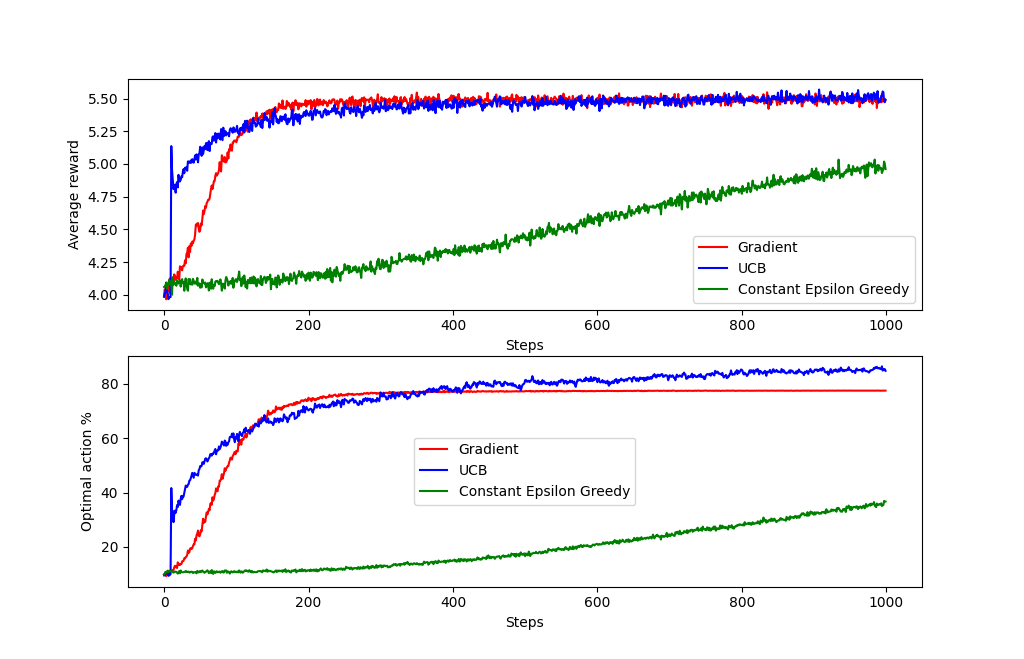 5.50
5.25
5.00
4.75
4.50
4.25
4.00
Average reward
Gradient
UCB
Constant Epsilon Greedy
0 200 400 600 800 1000
Steps
80
60
40
20
Optimal action %
Gradient
UCB
Constant Epsilon Greedy
0 200 400 600 800 1000
Steps